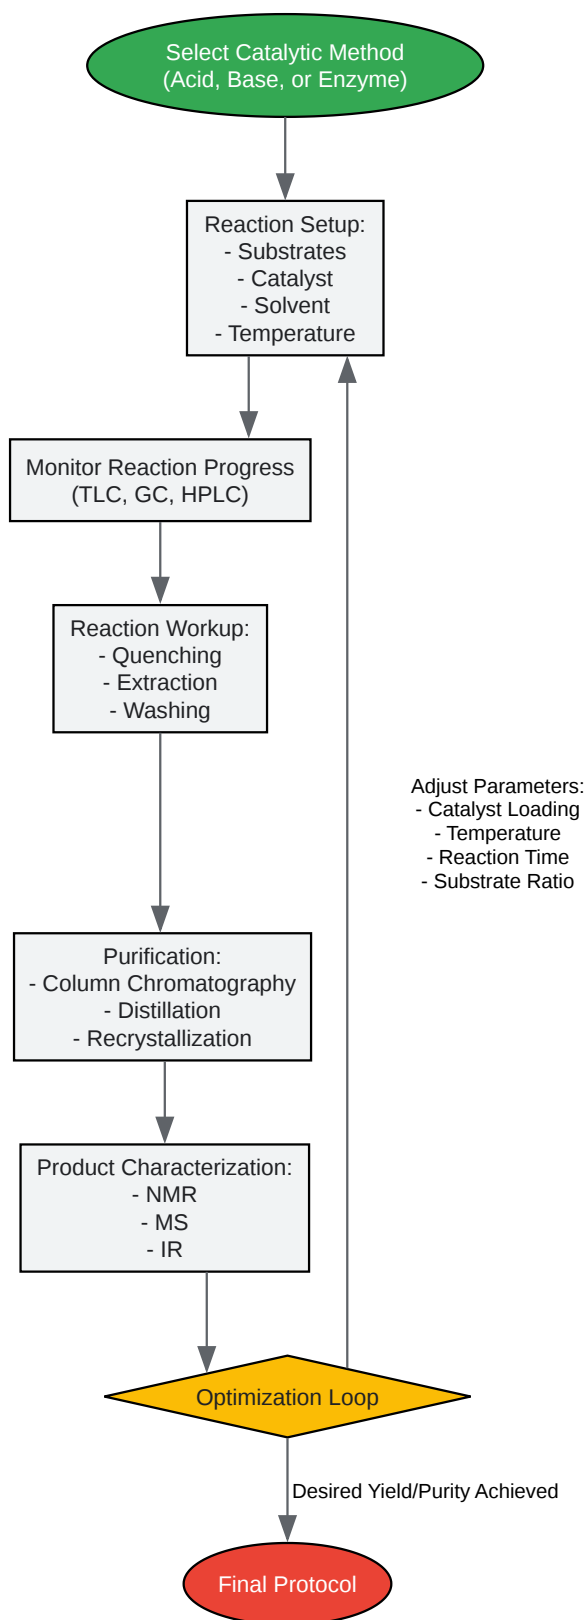 Select Catalytic Method
(Acid, Base, or Enzyme)
Reaction Setup:
- Substrates
- Catalyst
- Solvent
- Temperature
Monitor Reaction Progress
(TLC, GC, HPLC)
Reaction Workup:
- Quenching
- Extraction
- Washing
Adjust Parameters:
- Catalyst Loading
- Temperature
- Reaction Time
- Substrate Ratio
Purification:
- Column Chromatography
- Distillation
- Recrystallization
Product Characterization:
- NMR
- MS
- IR
Optimization Loop
Desired Yield/Purity Achieved
Final Protocol